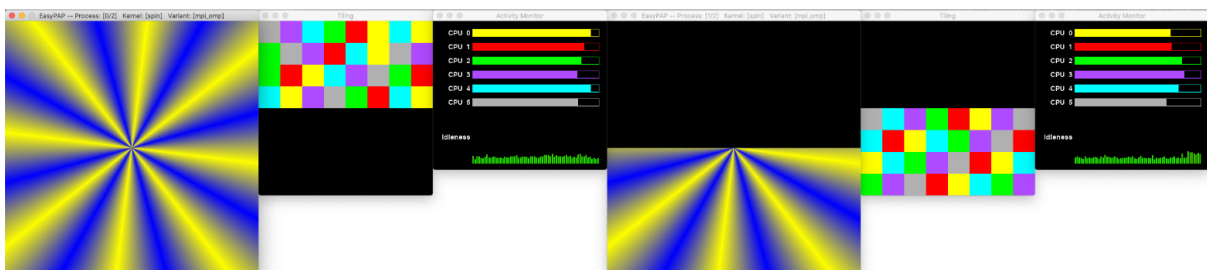 EasyPAP -- Process: [0/2] Kernel: [spin] Variant: [mpi_omp]
Tiling
Activity Monitor
CPU 0
CPU 1
CPU 2
CPU 3
CPU 4
CPU 5
Idleness
EasyPAP -- Process: [1/2] Kernel: [spin] Variant: [mpi_omp]
Tiling
Activity Monitor
CPU 0
CPU 1
CPU 2
CPU 3
CPU 4
CPU 5
Idleness